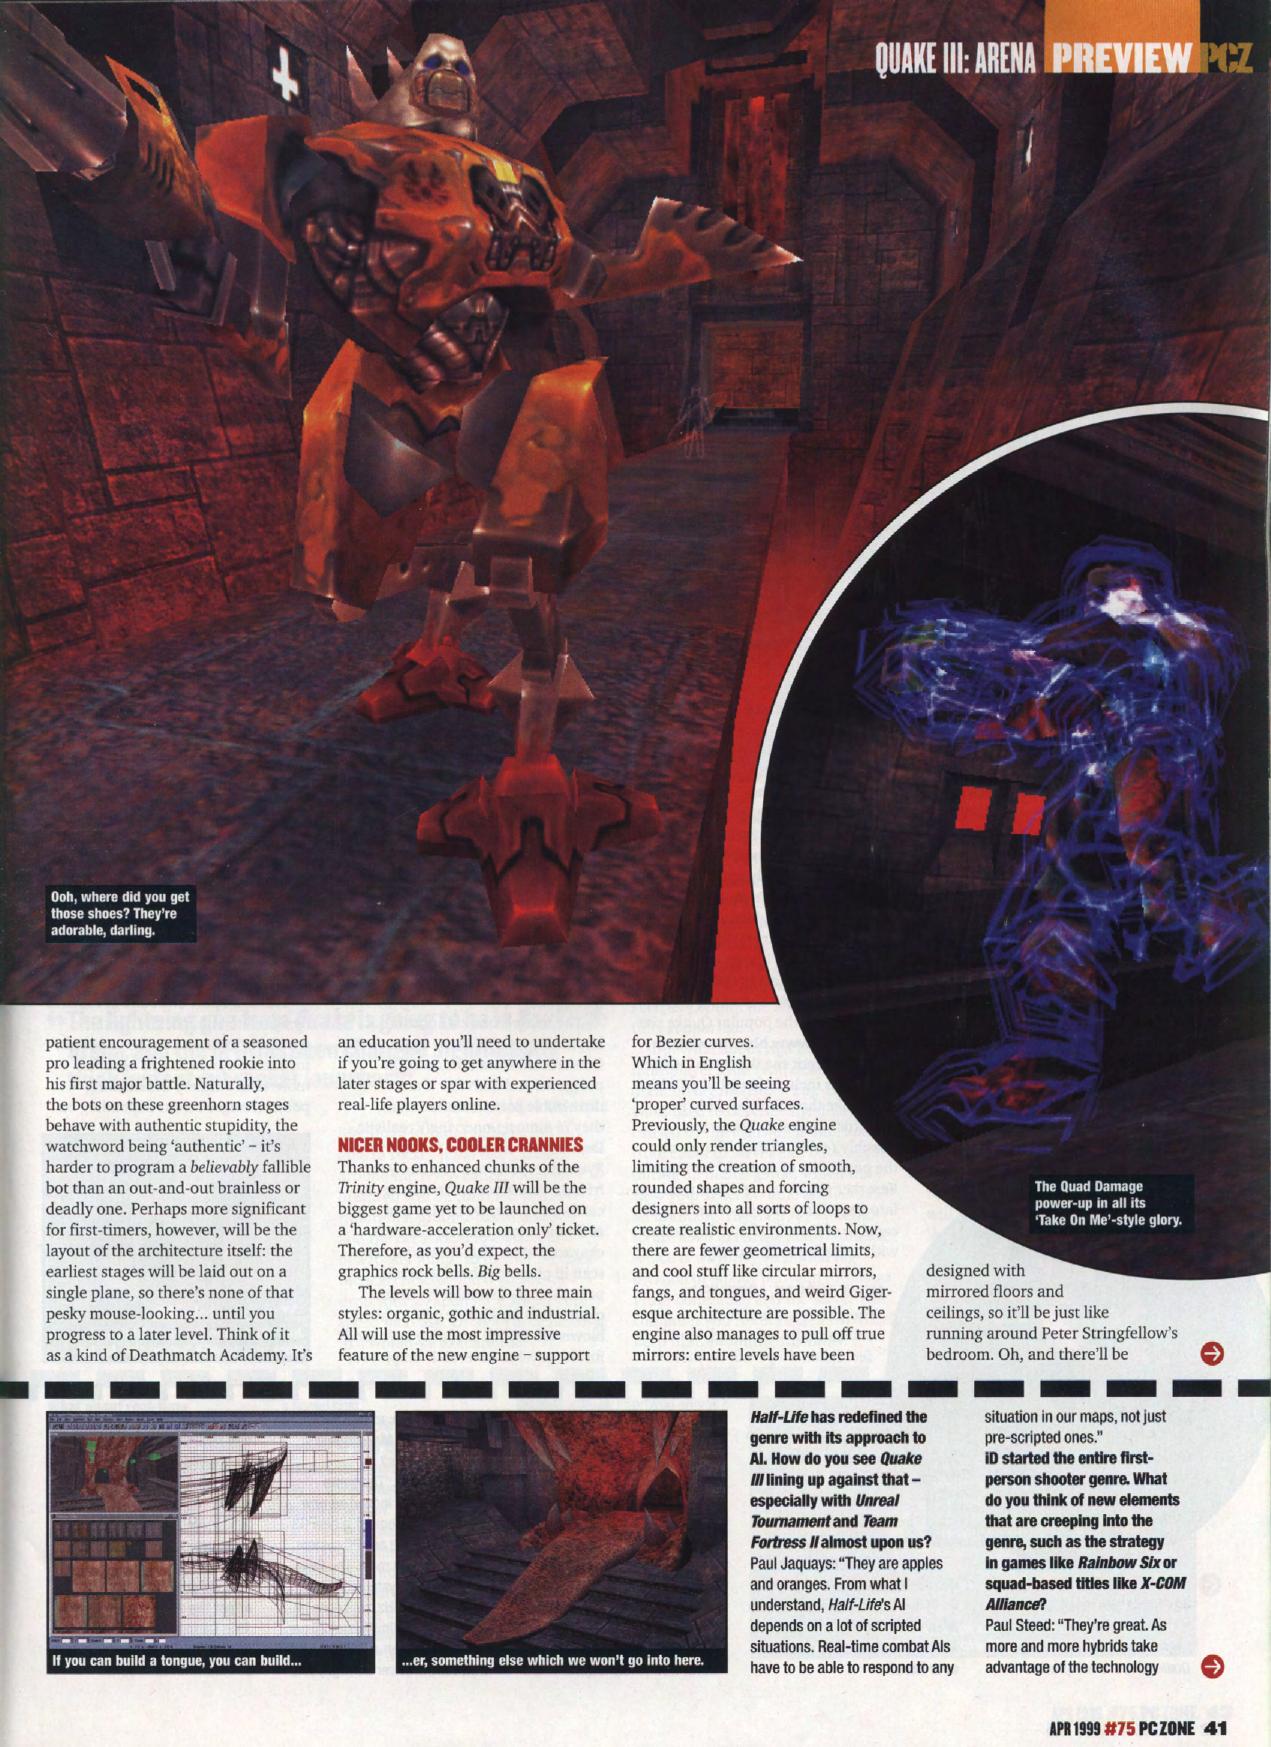 QUAKE III: ARENA PREVIEW PCZ
Ooh, where did you get
those shoes? They're
adorable, darling.
The Quad Damage
power-up in all its
'Take On Me'-style glory.
patient encouragement of a seasoned
pro leading a frightened rookie into
his first major battle. Naturally,
the bots on these greenhorn stages
behave with authentic stupidity, the
watchword being 'authentic' – it's
harder to program a believably fallible
bot than an out-and-out brainless or
deadly one. Perhaps more significant
for first-timers, however, will be the
layout of the architecture itself: the
earliest stages will be laid out on a
single plane, so there's none of that
pesky mouse-looking... until you
progress to a later level. Think of it
as a kind of Deathmatch Academy. It's
an education you'll need to undertake
if you're going to get anywhere in the
later stages or spar with experienced
real-life players online.
NICER NOOKS, COOLER CRANNIES
Thanks to enhanced chunks of the
Trinity engine, Quake III will be the
biggest game yet to be launched on
a 'hardware-acceleration only' ticket.
Therefore, as you'd expect, the
graphics rock bells. Big bells.
The levels will bow to three main
styles: organic, gothic and industrial.
All will use the most impressive
feature of the new engine – support
for Bezier curves.
Which in English
means you'll be seeing
'proper' curved surfaces.
Previously, the Quake engine
could only render triangles,
limiting the creation of smooth,
rounded shapes and forcing
designers into all sorts of loops to
create realistic environments. Now,
there are fewer geometrical limits,
and cool stuff like circular mirrors,
fangs, and tongues, and weird Giger-
esque architecture are possible. The
engine also manages to pull off true
mirrors: entire levels have been
designed with
mirrored floors and
ceilings, so it'll be just like
running around Peter Stringfellow's
bedroom. Oh, and there'll be
If you can build a tongue, you can build...
...er, something else which we won't go into here.
Half-Life has redefined the
genre with its approach to
AI. How do you see Quake
III lining up against that –
especially with Unreal
Tournament and Team
Fortress II almost upon us?
Paul Jaquays: "They are apples
and oranges. From what I
understand, Half-Life's AI
depends on a lot of scripted
situations. Real-time combat AIs
have to be able to respond to any
situation in our maps, not just
pre-scripted ones."
iD started the entire first-
person shooter genre. What
do you think of new elements
that are creeping into the
genre, such as the strategy
in games like Rainbow Six or
squad-based titles like X-COM
Alliance?
Paul Steed: "They're great. As
more and more hybrids take
advantage of the technology
APR 1999 #75 PC ZONE 41